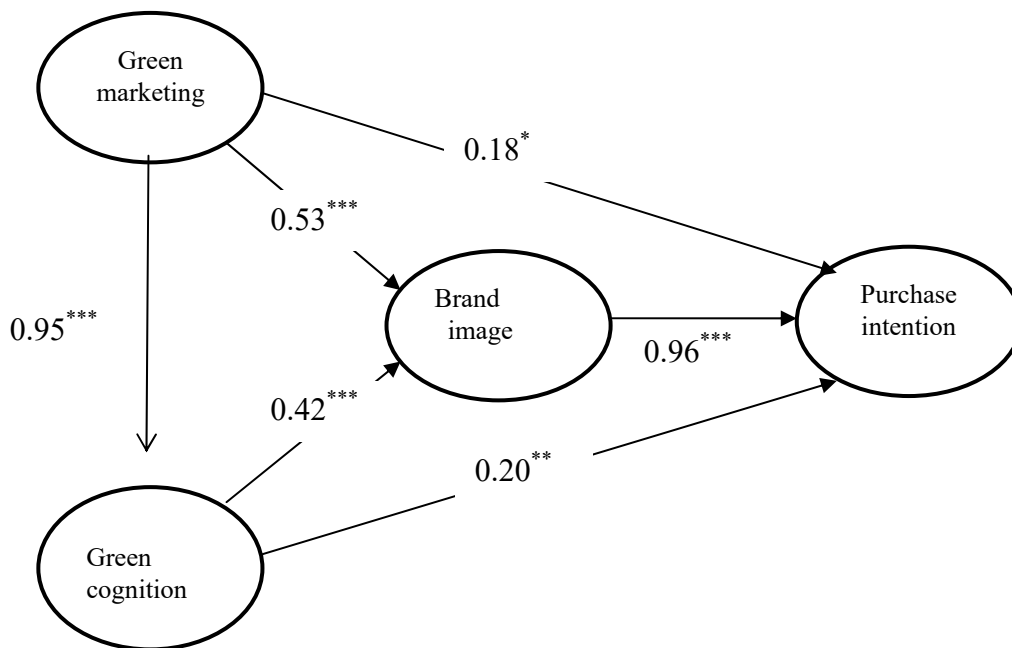 Green
marketing
0.18*
0.53***
Brand
image
Purchase
intention
0.95***
0.96***
0.42***
0.20**
Green
cognition